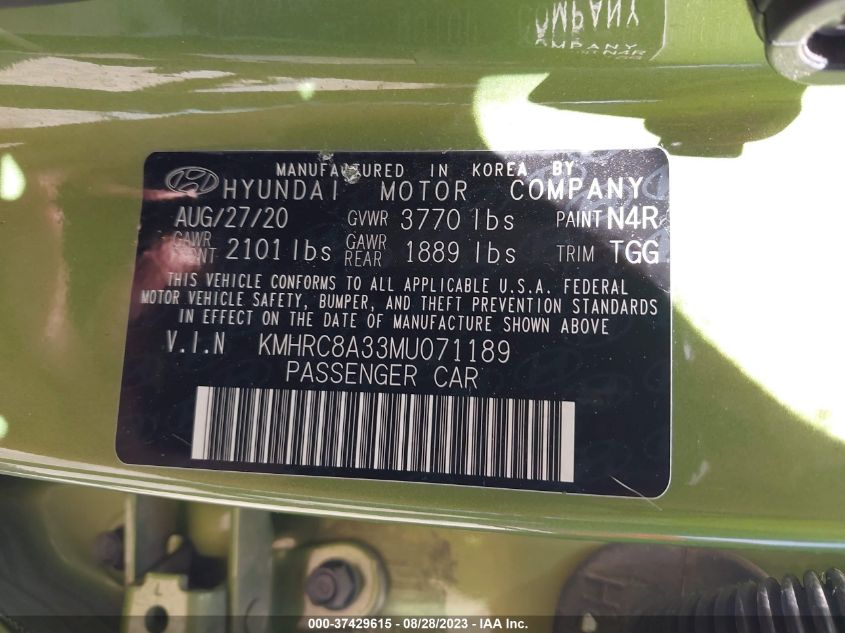 MANUFACTURED IN KOREA BY
HYUNDAI MOTOR COMPANY
AUG/27/20 GVWR 3770 lbs PAINT N4R
GAWR FRONT 2101 lbs GAWR REAR 1889 lbs TRIM TGG
THIS VEHICLE CONFORMS TO ALL APPLICABLE U.S.A. FEDERAL
MOTOR VEHICLE SAFETY, BUMPER, AND THEFT PREVENTION STANDARDS
IN EFFECT ON THE DATE OF MANUFACTURE SHOWN ABOVE
V.I.N KMHRC8A33MU071189
PASSENGER CAR
L
000-37429615 / 08/28/2023 - IAA Inc.